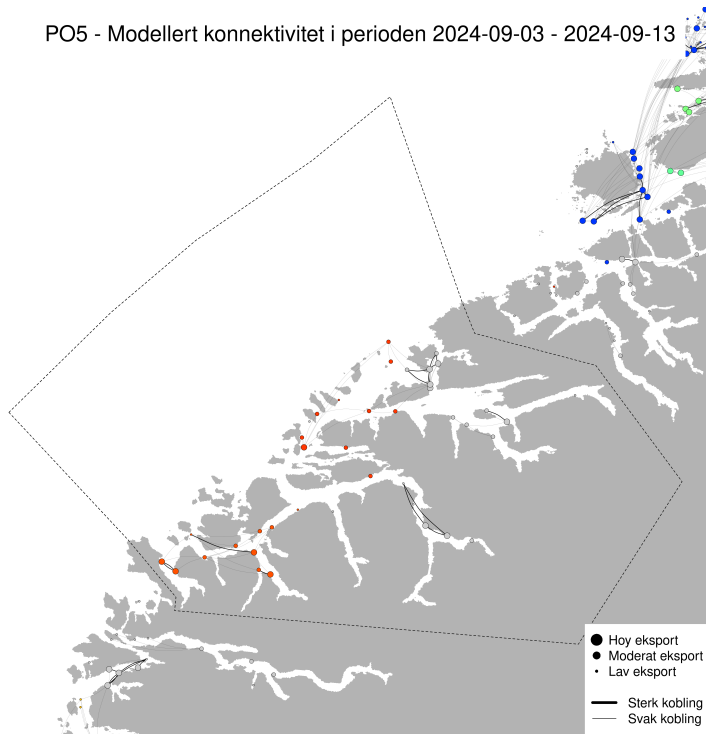 PO5 - Modellert konnektivitet i perioden 2024-09-03 - 2024-09-13
Hoy eksport
Moderat eksport
Lav eksport
Sterk kobling
Svak kobling